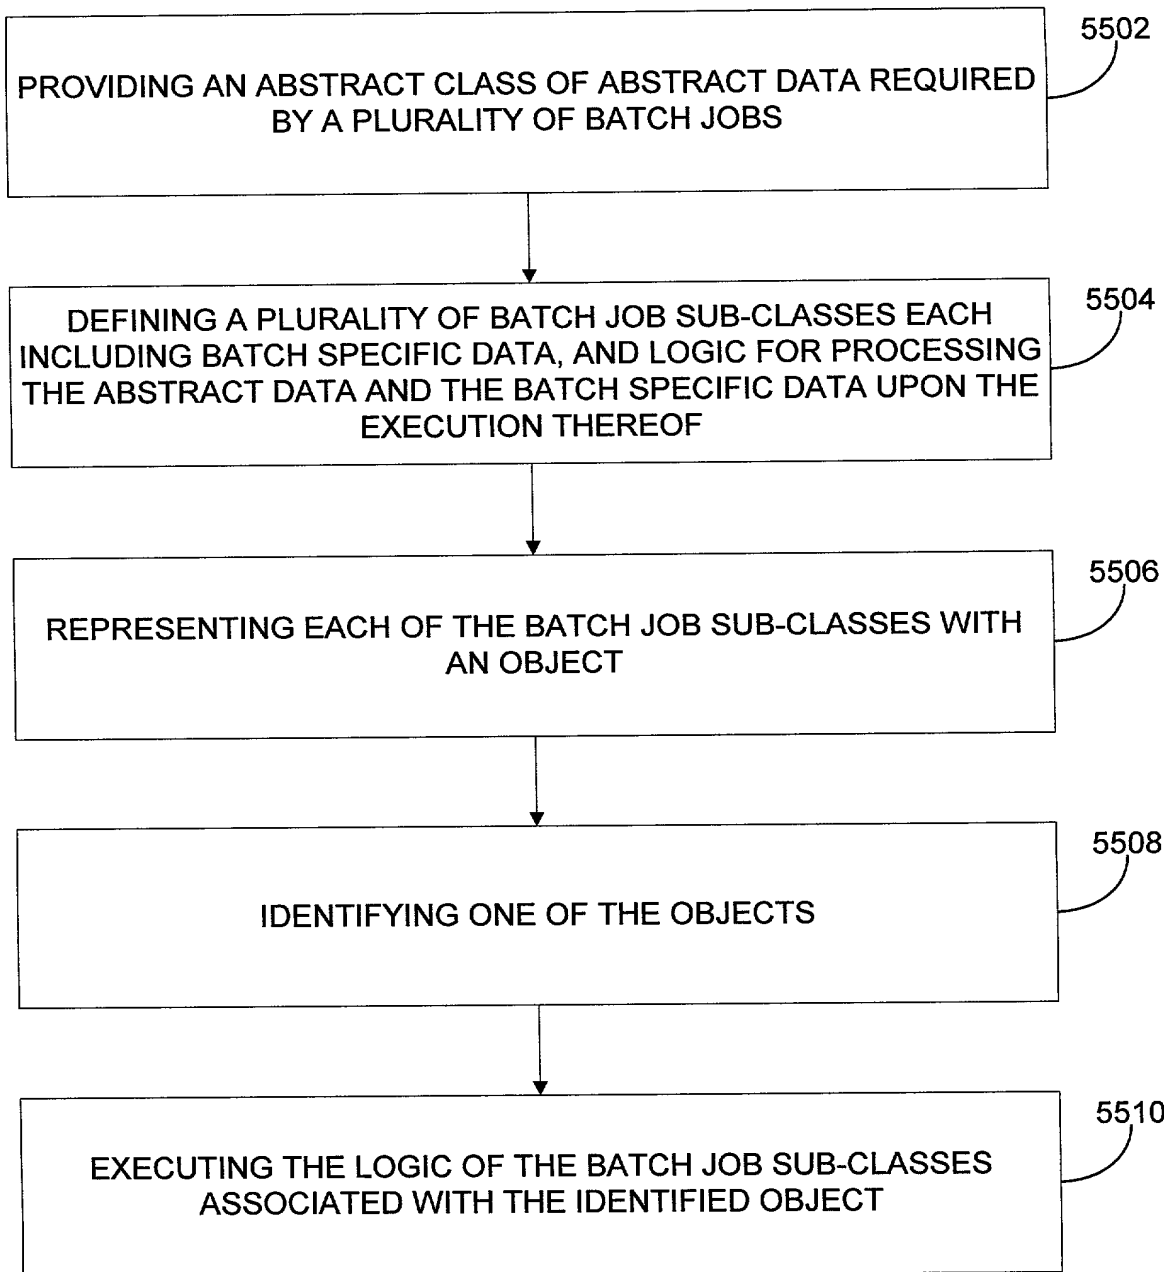 5502
PROVIDING AN ABSTRACT CLASS OF ABSTRACT DATA REQUIRED
BY A PLURALITY OF BATCH JOBS
5504
DEFINING A PLURALITY OF BATCH JOB SUB-CLASSES EACH
INCLUDING BATCH SPECIFIC DATA, AND LOGIC FOR PROCESSING
THE ABSTRACT DATA AND THE BATCH SPECIFIC DATA UPON THE
EXECUTION THEREOF
5506
REPRESENTING EACH OF THE BATCH JOB SUB-CLASSES WITH
AN OBJECT
5508
IDENTIFYING ONE OF THE OBJECTS
5510
EXECUTING THE LOGIC OF THE BATCH JOB SUB-CLASSES
ASSOCIATED WITH THE IDENTIFIED OBJECT